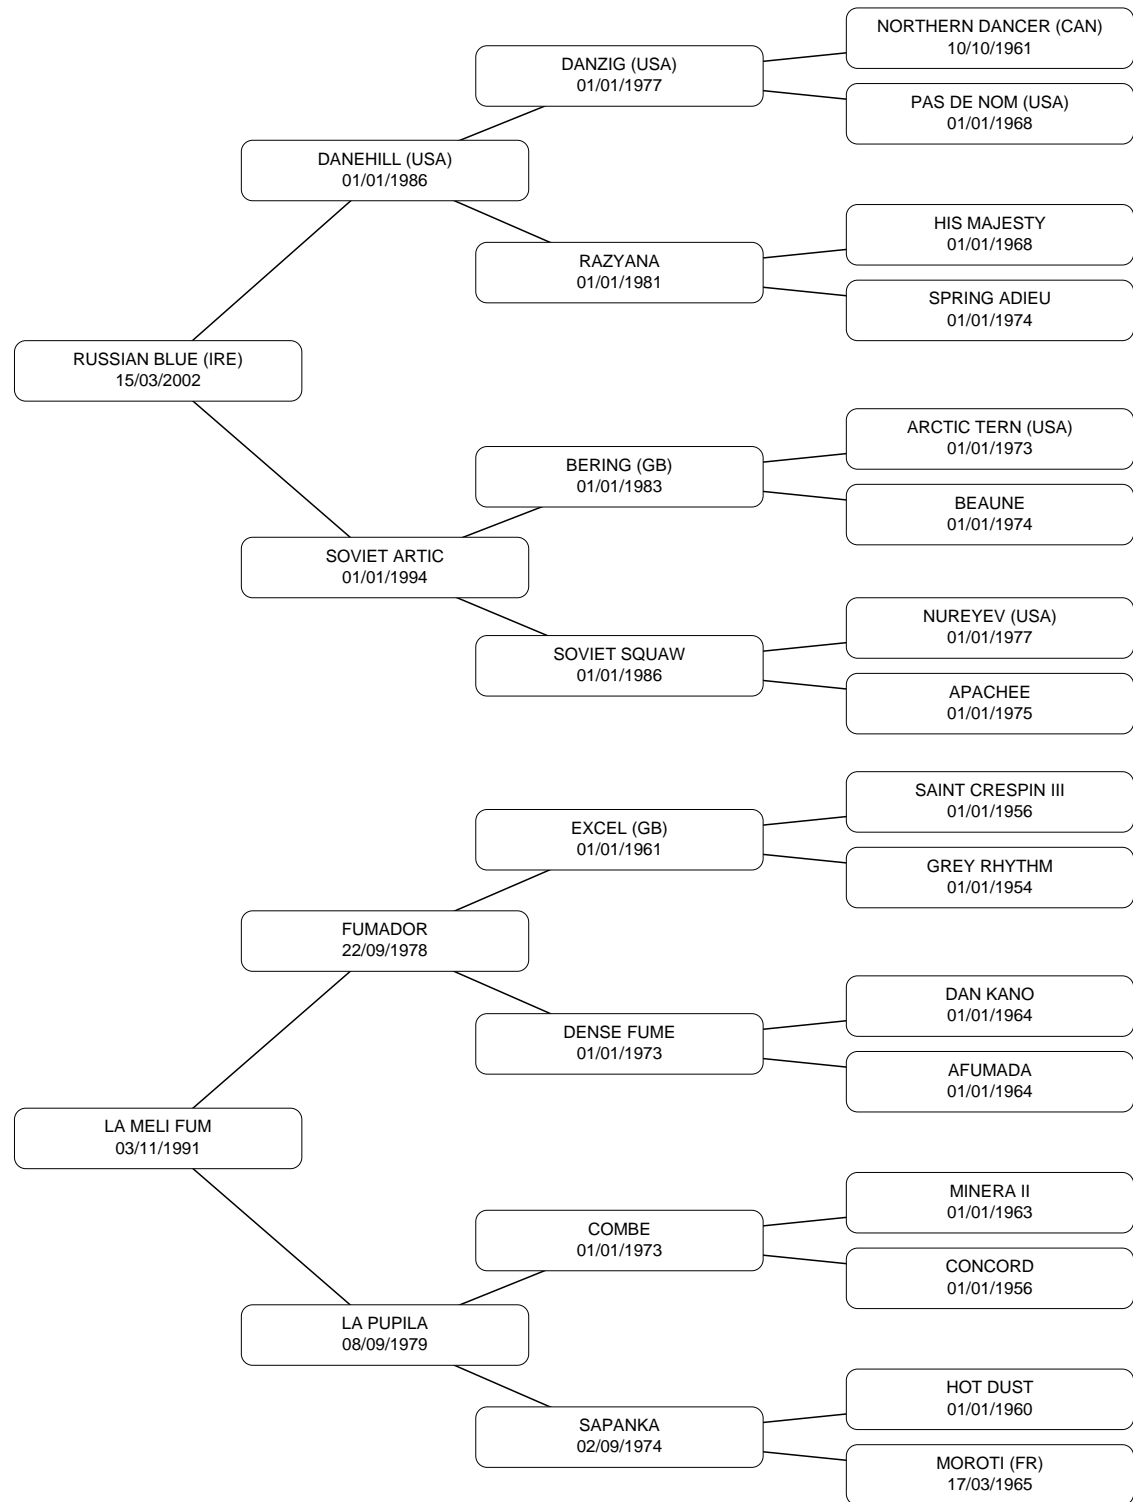 NORTHERN DANCER (CAN)
10/10/1961
DANZIG (USA)
01/01/1977
PAS DE NOM (USA)
01/01/1968
DANEHILL (USA)
01/01/1986
HIS MAJESTY
01/01/1968
RAZYANA
01/01/1981
SPRING ADIEU
01/01/1974
RUSSIAN BLUE (IRE)
15/03/2002
ARCTIC TERN (USA)
01/01/1973
BERING (GB)
01/01/1983
BEAUNE
01/01/1974
SOVIET ARTIC
01/01/1994
NUREYEV (USA)
01/01/1977
SOVIET SQUAW
01/01/1986
APACHEE
01/01/1975
SAINT CRESPIN III
01/01/1956
EXCEL (GB)
01/01/1961
GREY RHYTHM
01/01/1954
FUMADOR
22/09/1978
DAN KANO
01/01/1964
DENSE FUME
01/01/1973
AFUMADA
01/01/1964
LA MELI FUM
03/11/1991
MINERA II
01/01/1963
COMBE
01/01/1973
CONCORD
01/01/1956
LA PUPILA
08/09/1979
HOT DUST
01/01/1960
SAPANKA
02/09/1974
MOROTI (FR)
17/03/1965